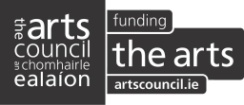 the arts
council
an chomhairle
ealaíon
funding
the arts
artscouncil.ie